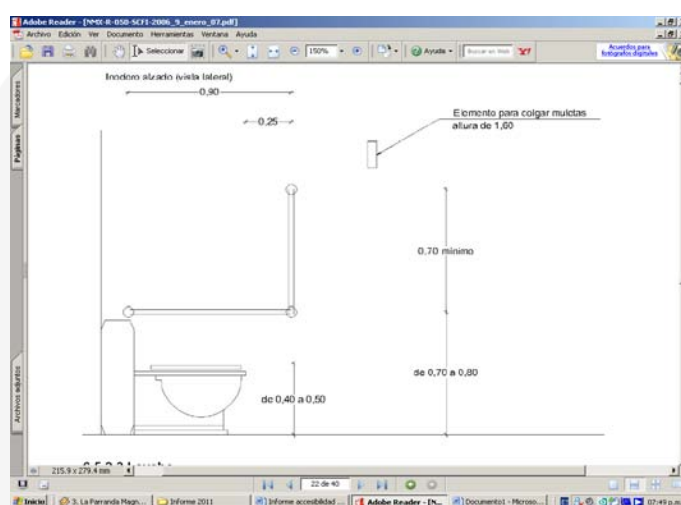 Adobe Reader - [NMX-R-050-SCFI-2006_9_enero_07.pdf]
Archivo Edición Ver Documento Herramientas Ventana Ayuda
Seleccionar
150%
Ayuda
Buscar en Web
Acuerdos para
fotógrafos digitales
Marcadores
Páginas
Archivos adjuntos
Inodoro alzado (vista lateral)
0,90
0,25
Elemento para colgar muletas
altura de 1,60
0,70 mínimo
de 0,70 a 0,80
de 0,40 a 0,50
215.9 x 279.4 mm
22 de 40
Inicio
3. La Parranda Magn...
Informe 2011
Informe accesibilidad ...
Adobe Reader - [N...
Documento1 - Microso...
07:49 p.m.